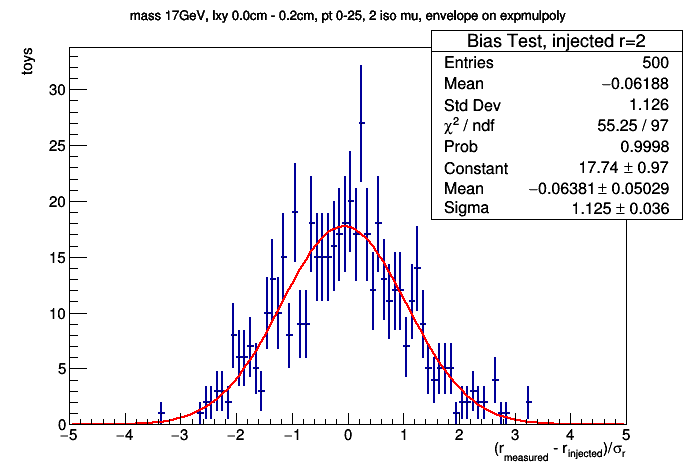 mass 17GeV, lxy 0.0cm - 0.2cm, pt 0-25, 2 iso mu, envelope on expmulpoly
Bias Test, injected r=2
Entries 500
Mean −0.06188
Std Dev 1.126
χ² / ndf 55.25 / 97
Prob 0.9998
Constant 17.74 ± 0.97
Mean −0.06381 ± 0.05029
Sigma 1.125 ± 0.036
toys
30
25
20
15
10
5
0
−5 −4 −3 −2 −1 0 1 2 3 4 5
(r_measured - r_injected)/σ_r